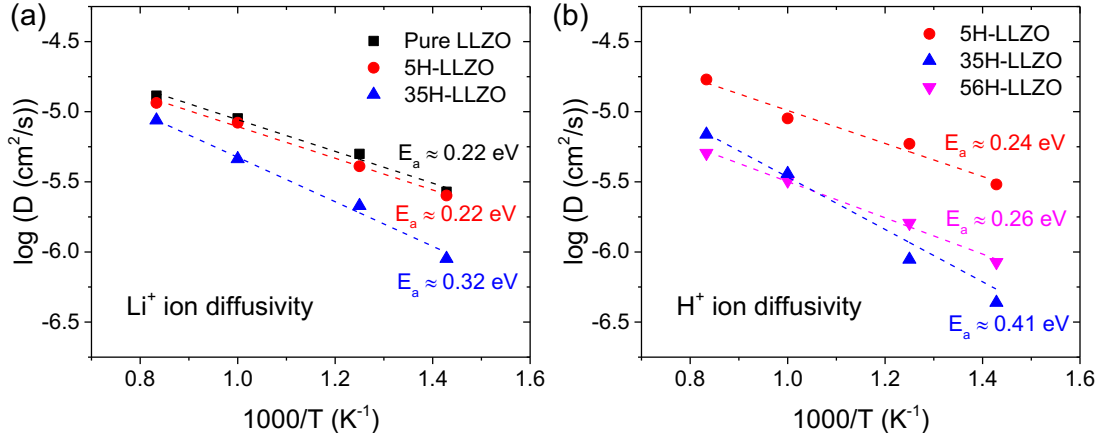 (a)
Pure LLZO
5H-LLZO
35H-LLZO
-4.5
-5.0
-5.5
-6.0
-6.5
log (D (cm²/s))
Eₐ ≈ 0.22 eV
Eₐ ≈ 0.22 eV
Eₐ ≈ 0.32 eV
Li⁺ ion diffusivity
0.8 1.0 1.2 1.4 1.6
1000/T (K⁻¹)
(b)
5H-LLZO
35H-LLZO
56H-LLZO
-4.5
-5.0
-5.5
-6.0
-6.5
log (D (cm²/s))
Eₐ ≈ 0.24 eV
Eₐ ≈ 0.26 eV
Eₐ ≈ 0.41 eV
H⁺ ion diffusivity
0.8 1.0 1.2 1.4 1.6
1000/T (K⁻¹)